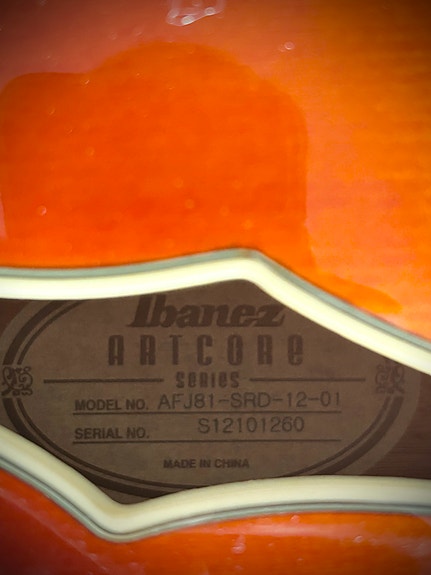 Ibanez
ARTCORE
SERIES
MODEL NO. AFJ81-SRD-12-01
SERIAL NO. S12101260
MADE IN CHINA